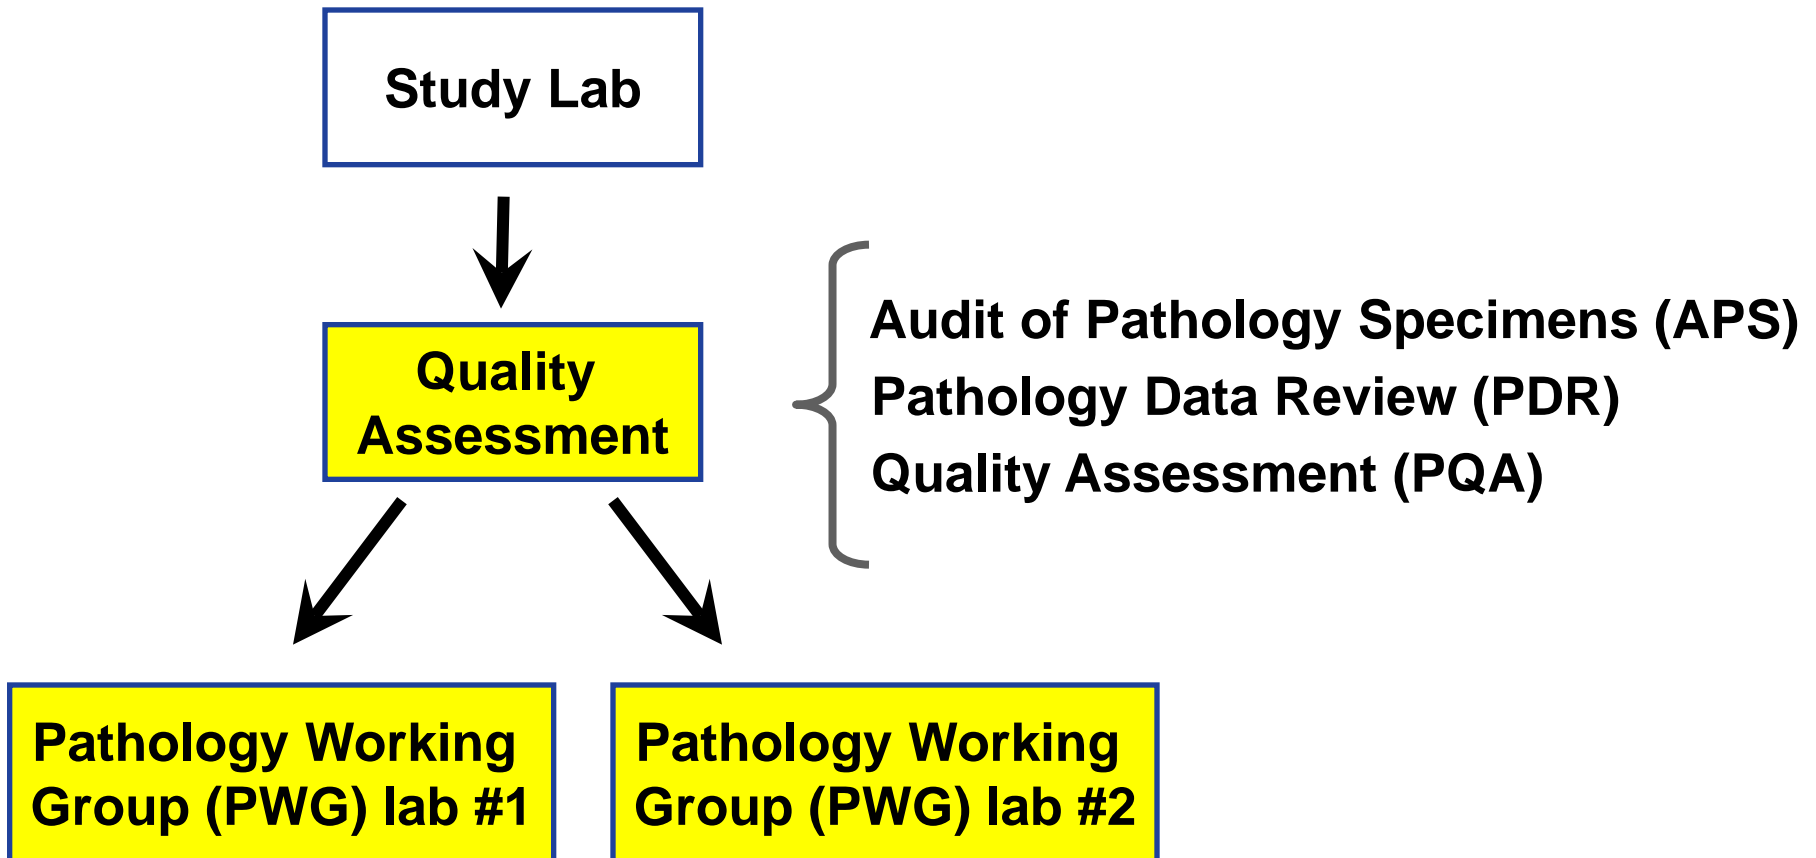 Study Lab
Quality
Assessment
Audit of Pathology Specimens (APS)
Pathology Data Review (PDR)
Quality Assessment (PQA)
Pathology Working
Group (PWG) lab #1
Pathology Working
Group (PWG) lab #2